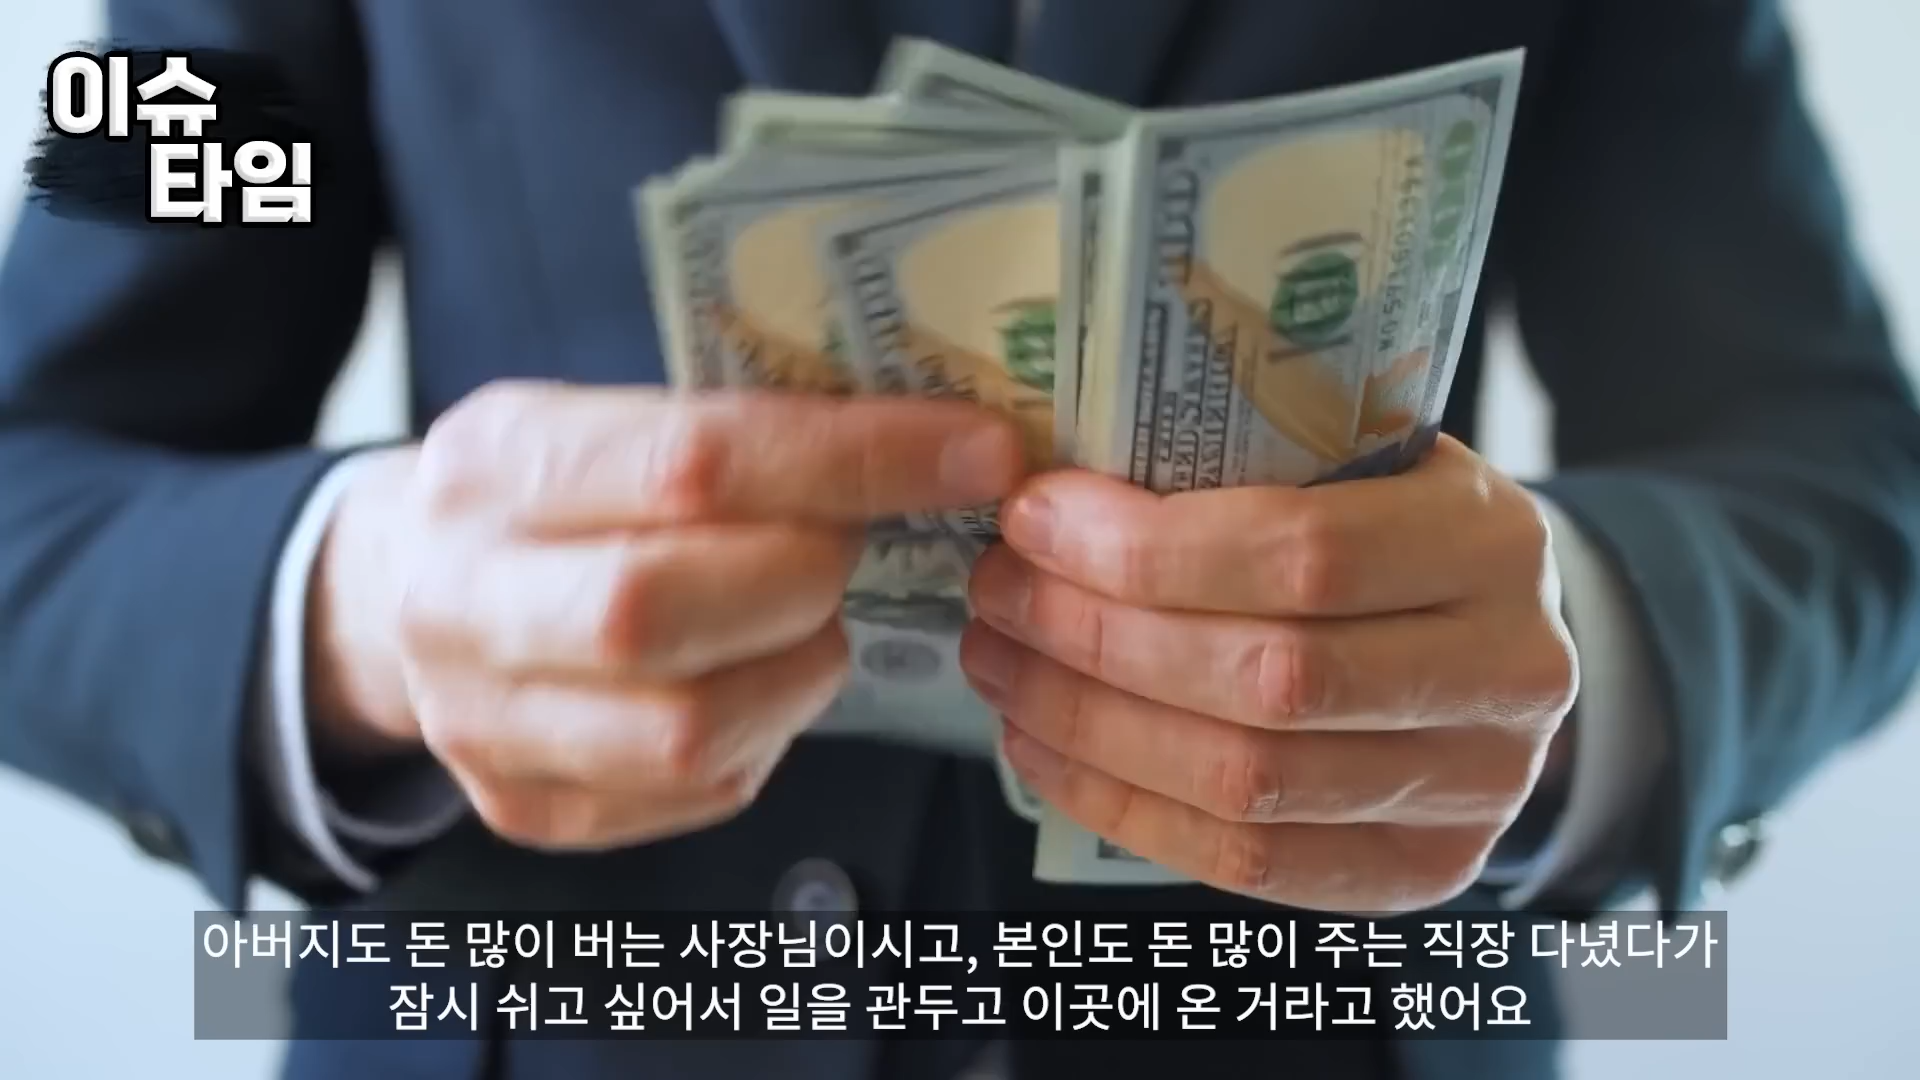 이슈
타임
아버지도 돈 많이 버는 사장님이시고, 본인도 돈 많이 주는 직장 다녔다가
잠시 쉬고 싶어서 일을 관두고 이곳에 온 거라고 했어요